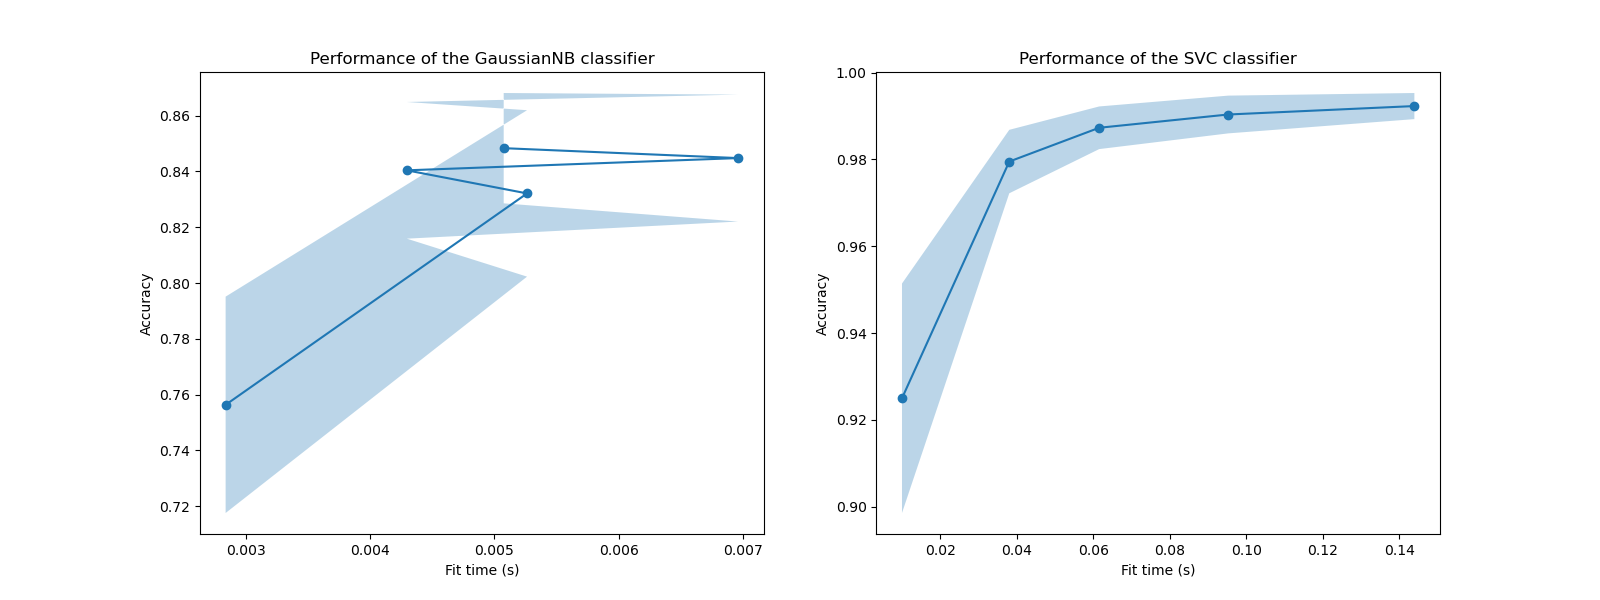 Performance of the GaussianNB classifier
Accuracy
0.86
0.84
0.82
0.80
0.78
0.76
0.74
0.72
0.003 0.004 0.005 0.006 0.007
Fit time (s)
Performance of the SVC classifier
Accuracy
1.00
0.98
0.96
0.94
0.92
0.90
0.02 0.04 0.06 0.08 0.10 0.12 0.14
Fit time (s)